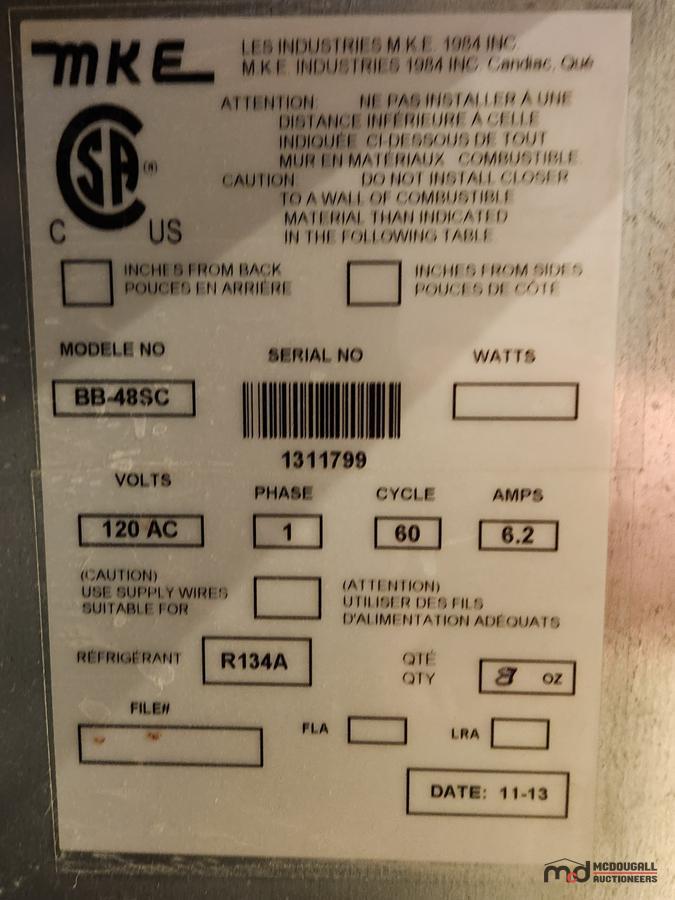 MKE
LES INDUSTRIES M.K.E. 1984 INC.
M.K.E. INDUSTRIES 1984 INC. Candiac, Qué
ATTENTION: NE PAS INSTALLER À UNE
DISTANCE INFÉRIEURE À CELLE
INDIQUÉE CI-DESSOUS DE TOUT
MUR EN MATÉRIAUX COMBUSTIBLE.
CAUTION DO NOT INSTALL CLOSER
TO A WALL OF COMBUSTIBLE
MATERIAL THAN INDICATED
IN THE FOLLOWING TABLE
CSA
C US
INCHES FROM BACK
POUCES EN ARRIÈRE
INCHES FROM SIDES
POUCES DE CÔTÉ
MODELE NO SERIAL NO WATTS
BB-48SC
1311799
VOLTS PHASE CYCLE AMPS
120 AC 1 60 6.2
(CAUTION)
USE SUPPLY WIRES
SUITABLE FOR
(ATTENTION)
UTILISER DES FILS
D'ALIMENTATION ADÉQUATS
RÉFRIGÉRANT R134A
QTÉ
QTY
8 OZ
FILE#
FLA LRA
DATE: 11-13
md MCDOUGALL
AUCTIONEERS